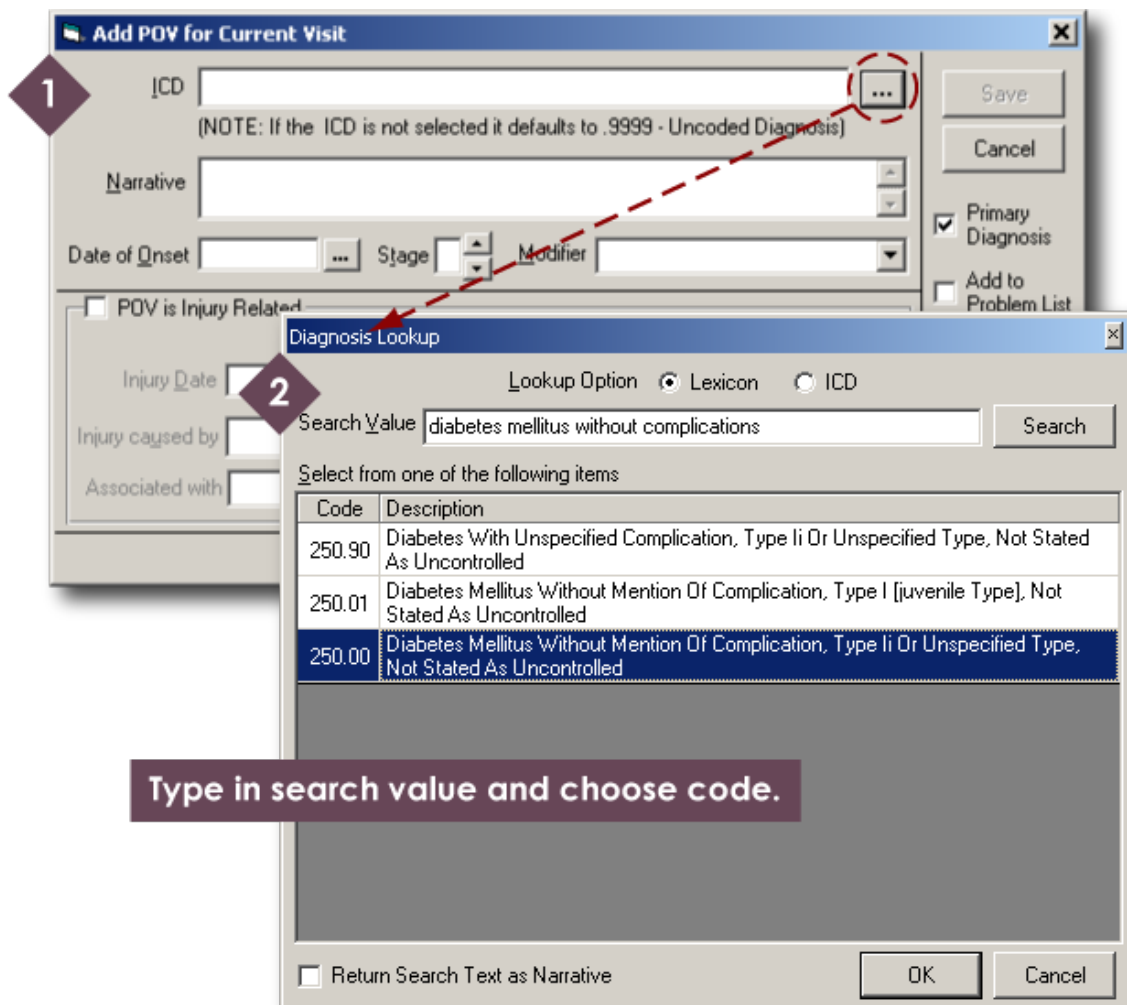 Add POV for Current Visit
1
ICD
...
Save
(NOTE: If the ICD is not selected it defaults to .9999 - Uncoded Diagnosis)
Cancel
Narrative
Primary
Diagnosis
Date of Onset ... Stage Modifier
Add to
Problem List
POV is Injury Related
Diagnosis Lookup
Injury Date
2
Lookup Option Lexicon ICD
Injury caused by
Search Value diabetes mellitus without complications Search
Associated with
Select from one of the following items
Code Description
250.90 Diabetes With Unspecified Complication, Type Ii Or Unspecified Type, Not Stated
As Uncontrolled
250.01 Diabetes Mellitus Without Mention Of Complication, Type I [juvenile Type], Not
Stated As Uncontrolled
250.00 Diabetes Mellitus Without Mention Of Complication, Type Ii Or Unspecified Type,
Not Stated As Uncontrolled
Type in search value and choose code.
Return Search Text as Narrative
OK
Cancel